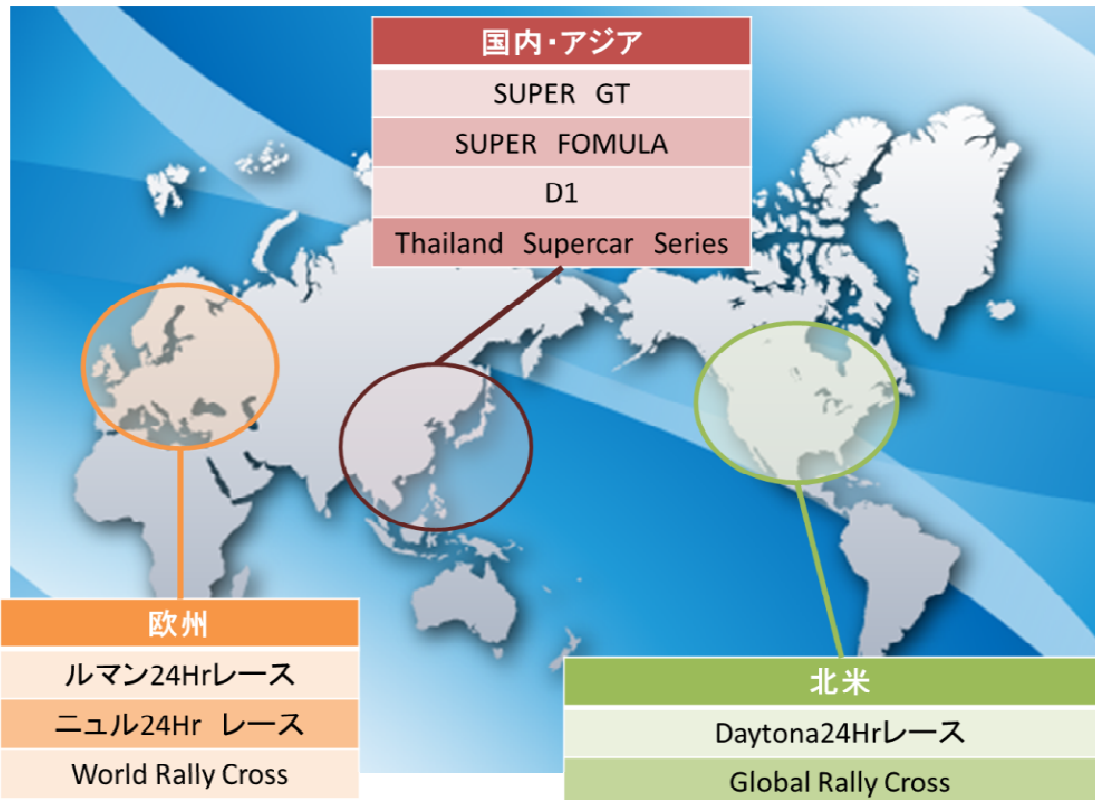 国内・アジア
SUPER GT
SUPER FOMULA
D1
Thailand Supercar Series
欧州
ルマン24Hrレース
ニュル24Hr レース
World Rally Cross
北米
Daytona24Hrレース
Global Rally Cross